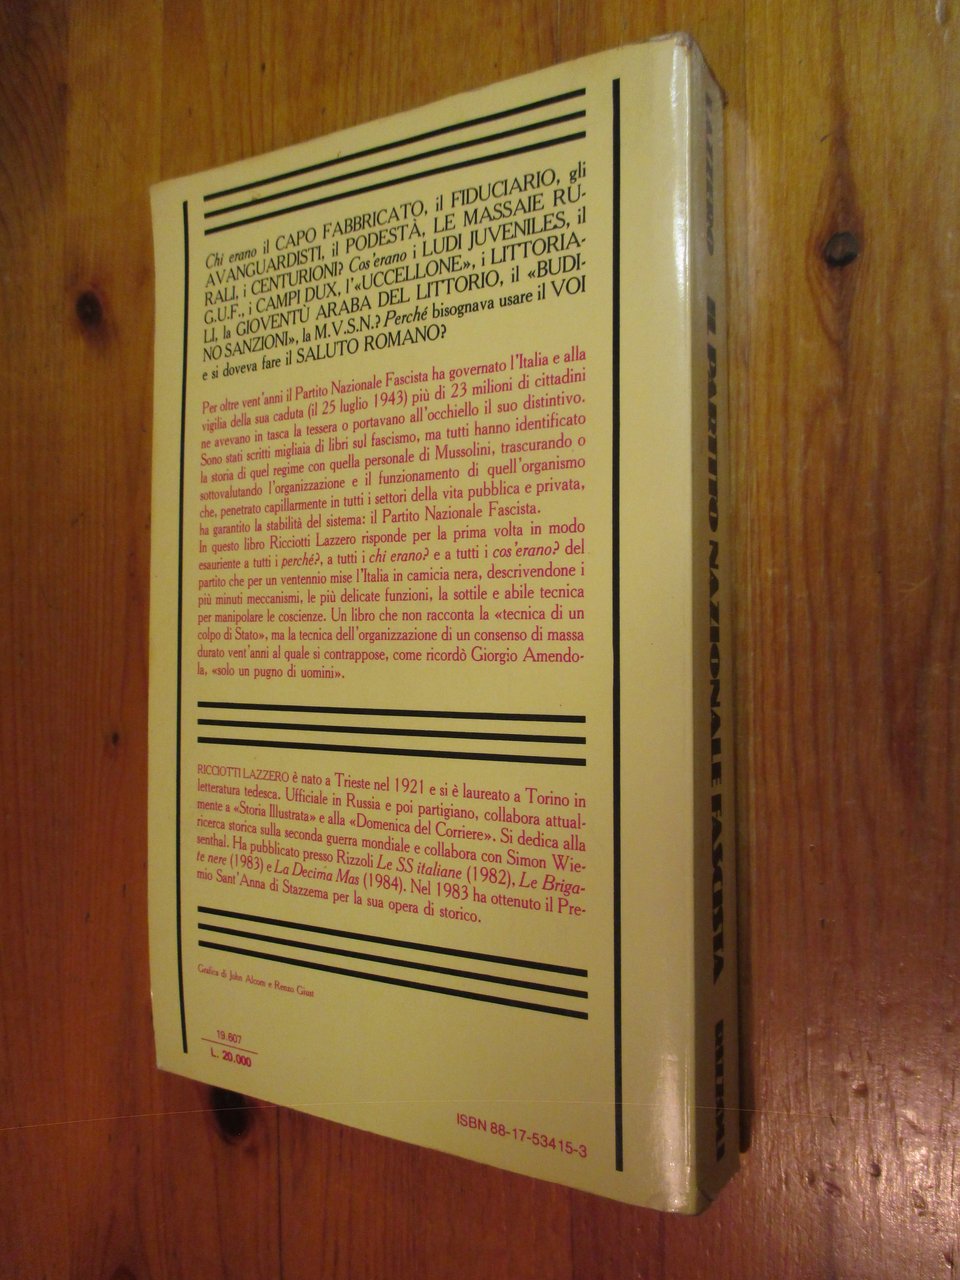 Chi erano il CAPO FABBRICATO, il FIDUCIARIO, gli
AVANGUARDISTI, il PODESTÀ, LE MASSAIE RU-
RALI, i CENTURIONI? Cos'erano i LUDI JUVENILES, il
G.U.F., i CAMPI DUX, l'«UCCELLONE», i LITTORIA-
LI, la GIOVENTÙ ARABA DEL LITTORIO, il «BUDI-
NO SANZIONI», la M.V.S.N.? Perché bisognava usare il VOI
e si doveva fare il SALUTO ROMANO?
Per oltre vent'anni il Partito Nazionale Fascista ha governato l'Italia e alla
vigilia della sua caduta (il 25 luglio 1943) più di 23 milioni di cittadini
ne avevano in tasca la tessera o portavano all'occhiello il suo distintivo.
Sono stati scritti migliaia di libri sul fascismo, ma tutti hanno identificato
la storia di quel regime con quella personale di Mussolini, trascurando o
sottovalutando l'organizzazione e il funzionamento di quell'organismo
che, penetrato capillarmente in tutti i settori della vita pubblica e privata,
ha garantito la stabilità del sistema: il Partito Nazionale Fascista.
In questo libro Ricciotti Lazzero risponde per la prima volta in modo
esauriente a tutti i perché?, a tutti i chi erano? e a tutti i cos'erano? del
partito che per un ventennio mise l'Italia in camicia nera, descrivendone i
più minuti meccanismi, le più delicate funzioni, la sottile e abile tecnica
per manipolare le coscienze. Un libro che non racconta la «tecnica di un
colpo di Stato», ma la tecnica dell'organizzazione di un consenso di massa
durato vent'anni al quale si contrappose, come ricordò Giorgio Amendo-
la, «solo un pugno di uomini».
RICCIOTTI LAZZERO è nato a Trieste nel 1921 e si è laureato a Torino in
letteratura tedesca. Ufficiale in Russia e poi partigiano, collabora attual-
mente a «Storia Illustrata» e alla «Domenica del Corriere». Si dedica alla
ricerca storica sulla seconda guerra mondiale e collabora con Simon Wie-
senthal. Ha pubblicato presso Rizzoli Le SS italiane (1982), Le Briga-
te nere (1983) e La Decima Mas (1984). Nel 1983 ha ottenuto il Pre-
mio Sant'Anna di Stazzema per la sua opera di storico.
Grafica di John Alcorn e Renzo Giust
19.607
L. 20.000
ISBN 88-17-53415-3
LAZZERO IL PARTITO NAZIONALE FASCISTA RIZZOLI